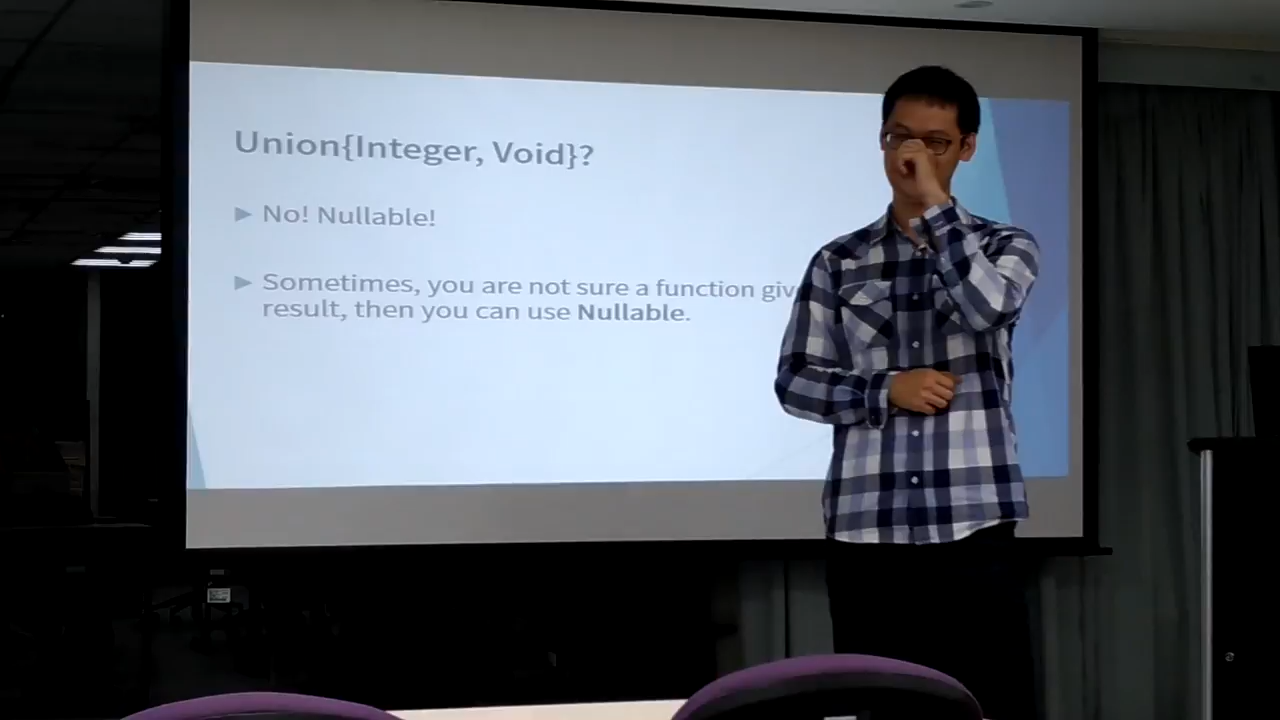 Union{Integer, Void}?
No! Nullable!
Sometimes, you are not sure a function giv
result, then you can use Nullable.